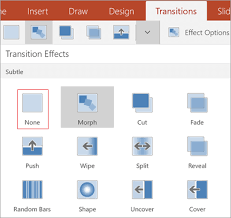 Insert Draw Design Transitions Slid
Effect Options
Transition Effects
Subtle
None Morph Cut Fade
Push Wipe Split Reveal
Random Bars Shape Uncover Cover